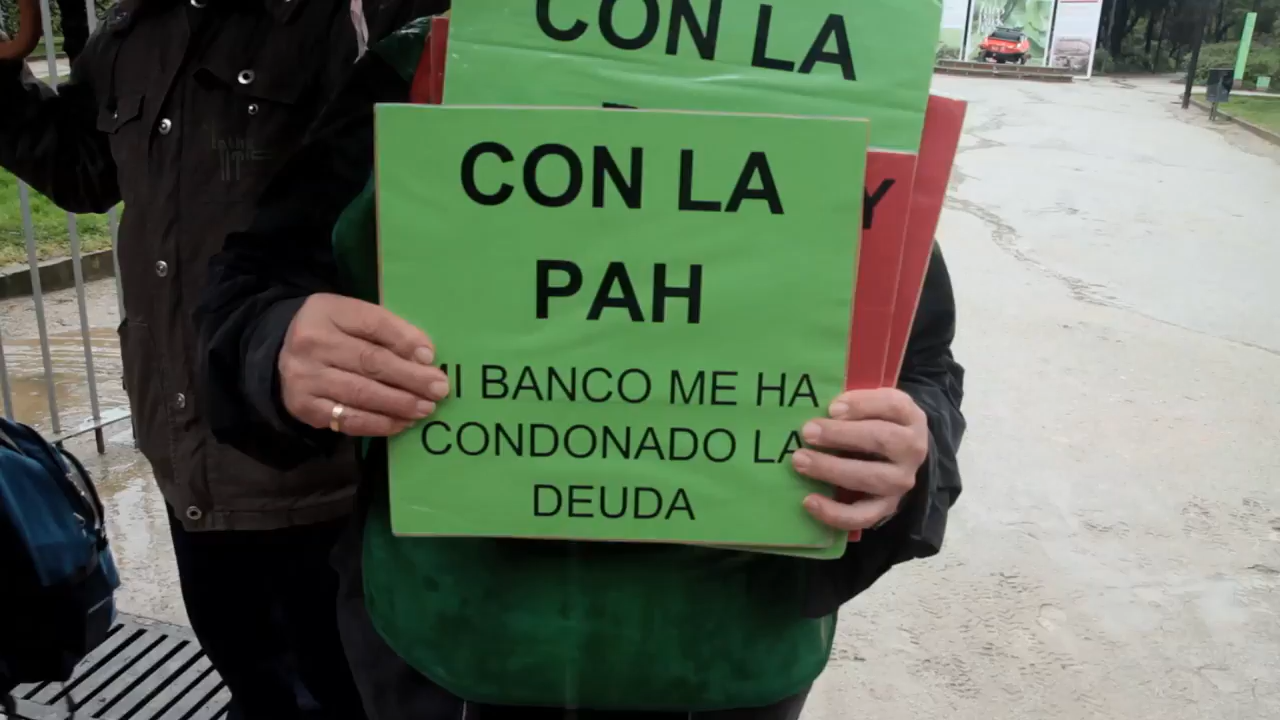 CON LA
CON LA
PAH
Y
MI BANCO ME HA
CONDONADO LA
DEUDA